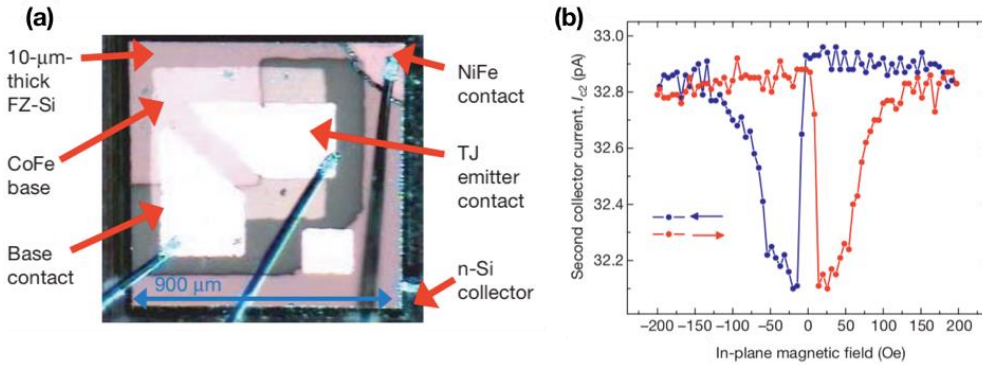 (a)
10-μm-
thick
FZ-Si
CoFe
base
Base
contact
NiFe
contact
TJ
emitter
contact
n-Si
collector
900 μm
(b)
Second collector current, I_c2 (pA)
33.0
32.8
32.6
32.4
32.2
-200 -150 -100 -50 0 50 100 150 200
In-plane magnetic field (Oe)